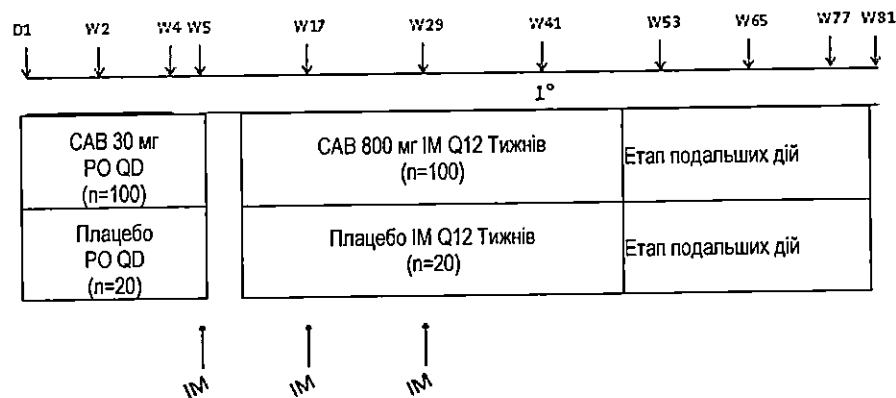 D1 W2 W4 W5 W17 W29 W41 W53 W65 W77 W81
1°
САВ 30 мг
PO QD
(n=100)
САВ 800 мг IM Q12 Тижнів
(n=100)
Етап подальших дій
Плацебо
PO QD
(n=20)
Плацебо IM Q12 Тижнів
(n=20)
Етап подальших дій
IM IM IM